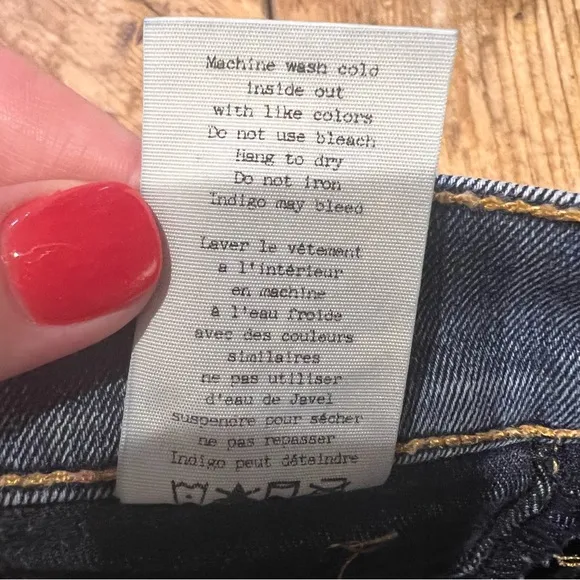 Machine wash cold
inside out
with like colors
Do not use bleach
Hang to dry
Do not iron
Indigo may bleed
Laver le vêtement
a l'intérieur
en machine
à l'eau froide
avec des couleurs
similaires
ne pas utiliser
d'eau de Javel
suspendre pour sécher
ne pas repasser
Indigo peut déteindre